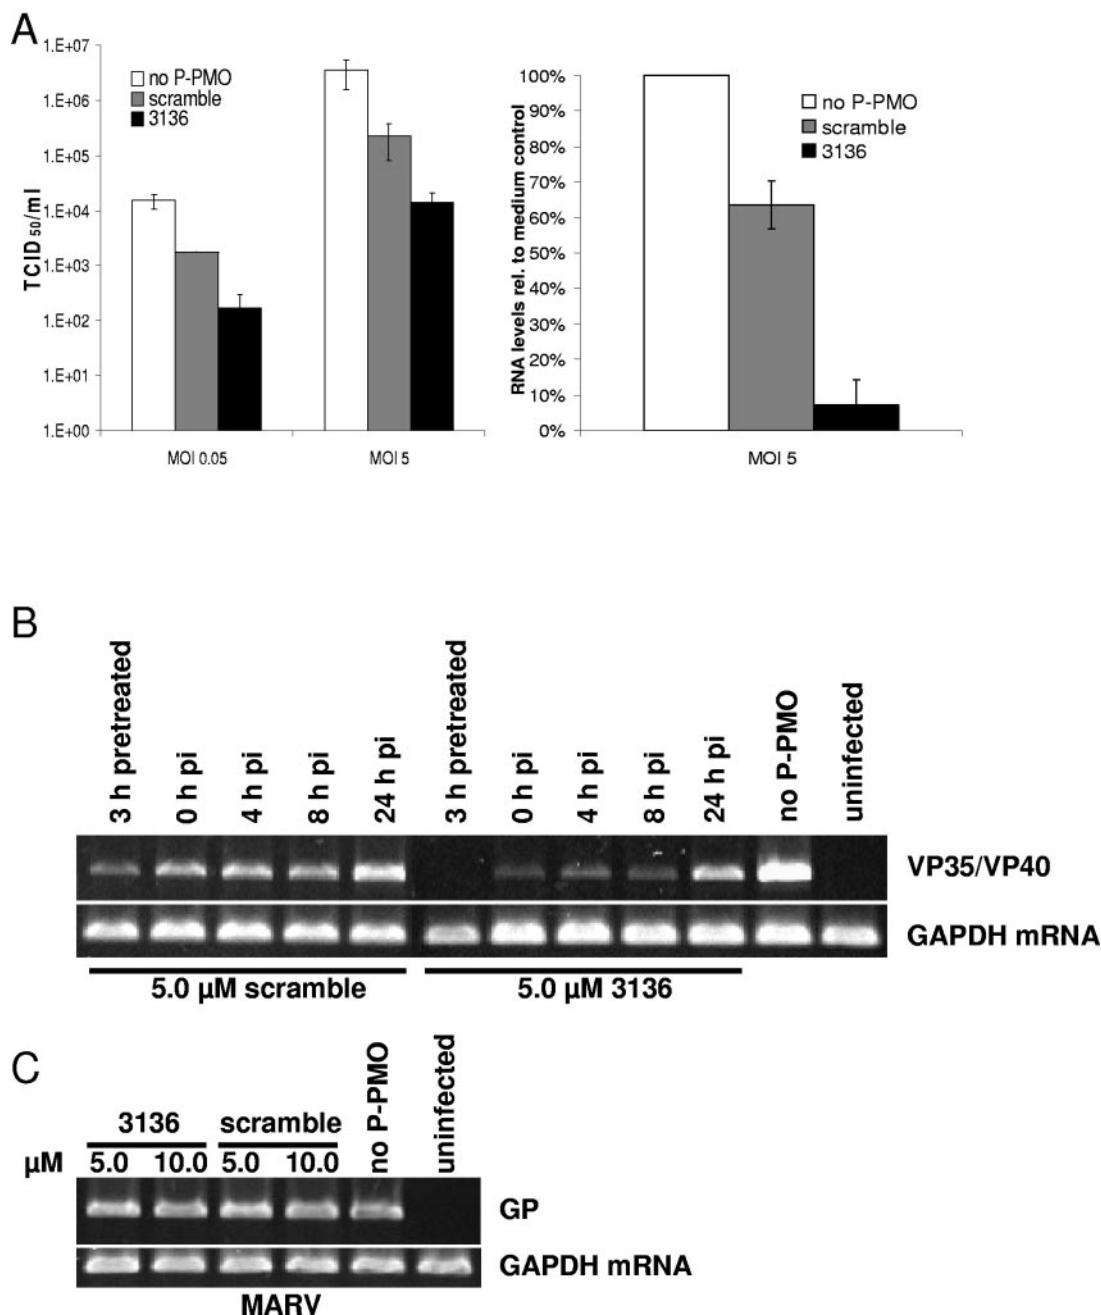 A
1.E+07
1.E+06
1.E+05
1.E+04
1.E+03
1.E+02
1.E+01
1.E+00
TCID 50/ml
no P-PMO
scramble
3136
MOI 0.05
MOI 5
100%
90%
80%
70%
60%
50%
40%
30%
20%
10%
0%
RNA levels rel. to medium control
no P-PMO
scramble
3136
MOI 5
B
3 h pretreated
0 h pi
4 h pi
8 h pi
24 h pi
3 h pretreated
0 h pi
4 h pi
8 h pi
24 h pi
no P-PMO
uninfected
VP35/VP40
GAPDH mRNA
5.0 µM scramble
5.0 µM 3136
C
3136
scramble
no P-PMO
uninfected
µM 5.0 10.0 5.0 10.0
GP
GAPDH mRNA
MARV